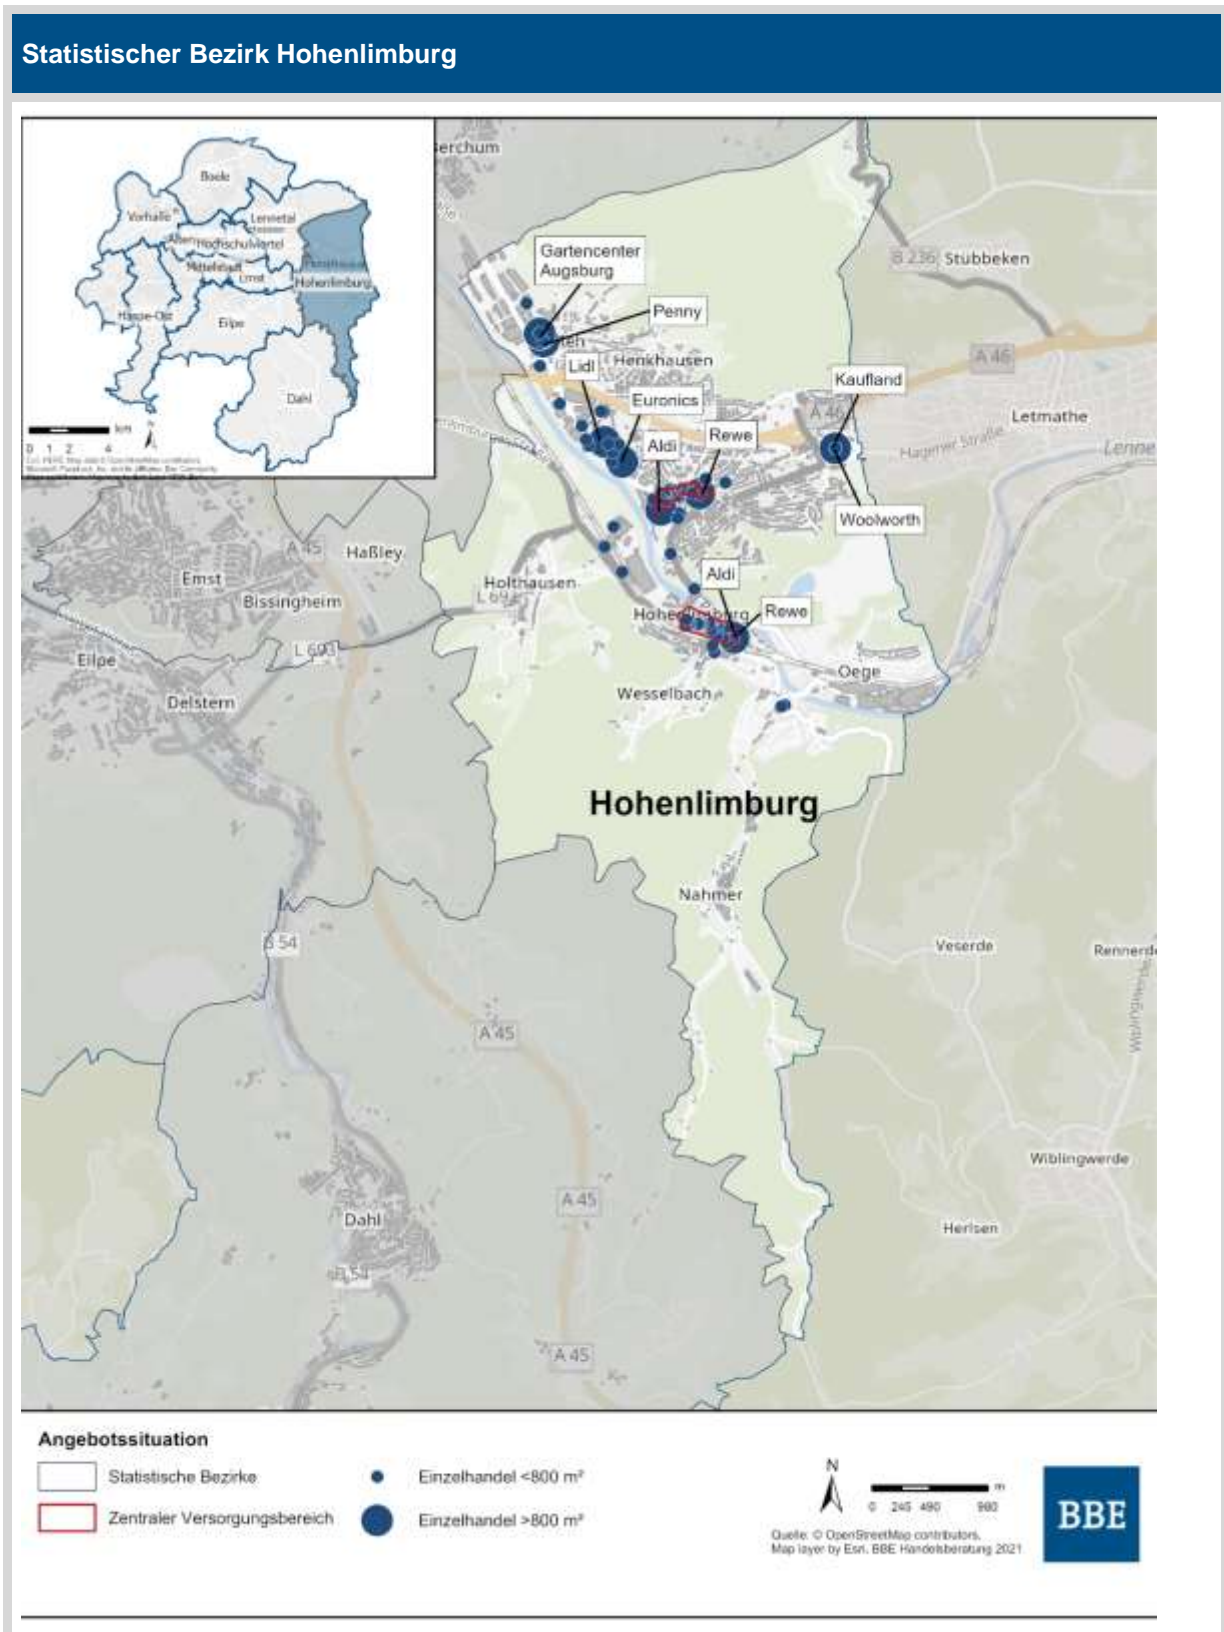 Statistischer Bezirk Hohenlimburg
Boele
Vorhalle
Lennetal
Hochschulviertel
Mittelstadt
Emst
Hohenlimburg
Haspe-Ost
Eilpe
Dahl
km
0 1 2 4
erchum
Gartencenter
Augsburg
B 236
Stübbeken
Penny
Lidl
Henkhausen
A 46
Kaufland
Euronics
Letmathe
A 46
Aldi
Rewe
Hagener Straße
Lenne
Woolworth
A 45
Haßley
Emst
Holthausen
Aldi
Bissingheim
Hohenlimburg
Rewe
L 693
Eilpe
Oege
Delstern
Wesselbach
Hohenlimburg
Nahmer
B 54
Veserde
Rennerde
A 45
Wiblingwerde
Wiblingwerde
A 45
Dahl
Herlsen
B 54
A 45
Angebotssituation
Statistische Bezirke
Einzelhandel <800 m²
Zentraler Versorgungsbereich
Einzelhandel >800 m²
N
m
0 245 490 980
Quelle: © OpenStreetMap contributors,
Map layer by Esri, BBE Handelsberatung 2021
BBE